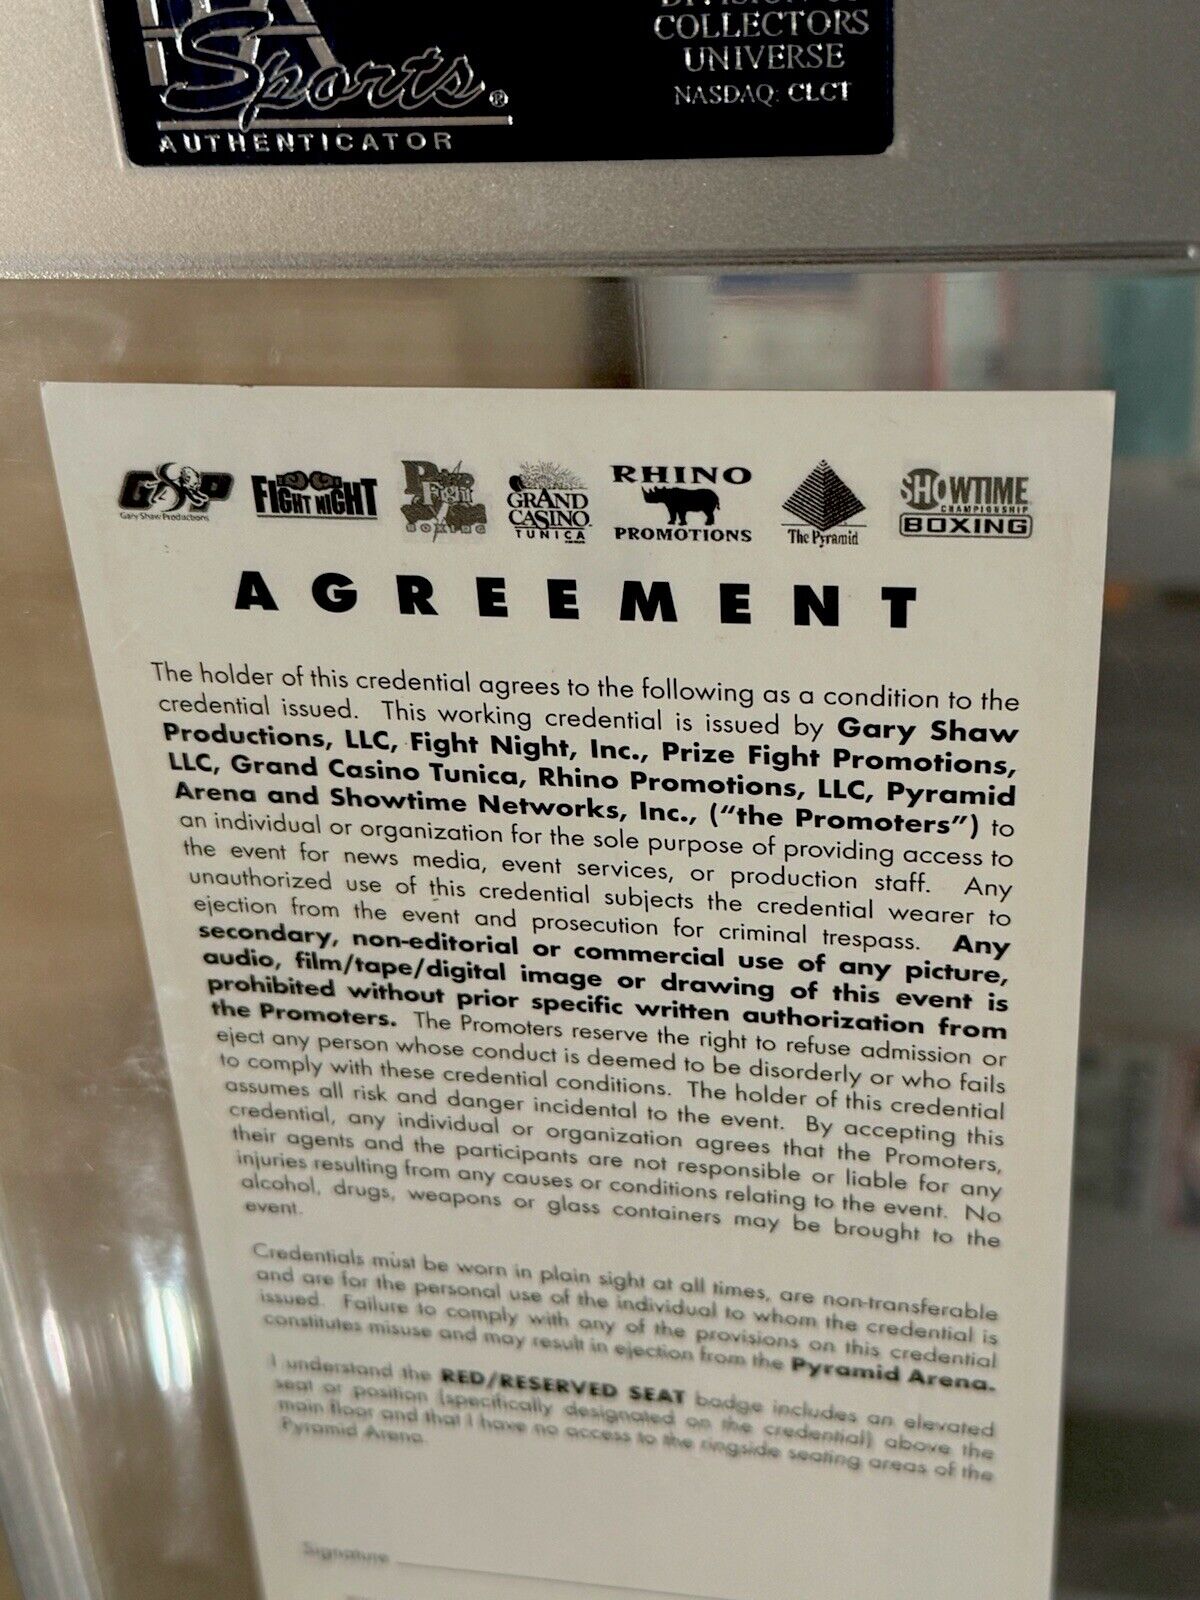 Sports®
AUTHENTICATOR
COLLECTORS
UNIVERSE
NASDAQ: CLCT
GSP
Gary Shaw Productions
FIGHT NIGHT
Prize
Fight
BOXING
GRAND
CASINO
TUNICA
RHINO
PROMOTIONS
The Pyramid
SHOWTIME
CHAMPIONSHIP
BOXING
AGREEMENT
The holder of this credential agrees to the following as a condition to the
credential issued. This working credential is issued by Gary Shaw
Productions, LLC, Fight Night, Inc., Prize Fight Promotions,
LLC, Grand Casino Tunica, Rhino Promotions, LLC, Pyramid
Arena and Showtime Networks, Inc., ("the Promoters") to
an individual or organization for the sole purpose of providing access to
the event for news media, event services, or production staff. Any
unauthorized use of this credential subjects the credential wearer to
ejection from the event and prosecution for criminal trespass. Any
secondary, non-editorial or commercial use of any picture,
audio, film/tape/digital image or drawing of this event is
prohibited without prior specific written authorization from
the Promoters. The Promoters reserve the right to refuse admission or
eject any person whose conduct is deemed to be disorderly or who fails
to comply with these credential conditions. The holder of this credential
assumes all risk and danger incidental to the event. By accepting this
credential, any individual or organization agrees that the Promoters,
their agents and the participants are not responsible or liable for any
injuries resulting from any causes or conditions relating to the event. No
alcohol, drugs, weapons or glass containers may be brought to the
event.
Credentials must be worn in plain sight at all times, are non-transferable
and are for the personal use of the individual to whom the credential is
issued. Failure to comply with any of the provisions on this credential
constitutes misuse and may result in ejection from the Pyramid Arena.
I understand the RED/RESERVED SEAT badge includes an elevated
seat or position (specifically designated on the credential) above the
main floor and that I have no access to the ringside seating areas of the
Pyramid Arena.
Signature